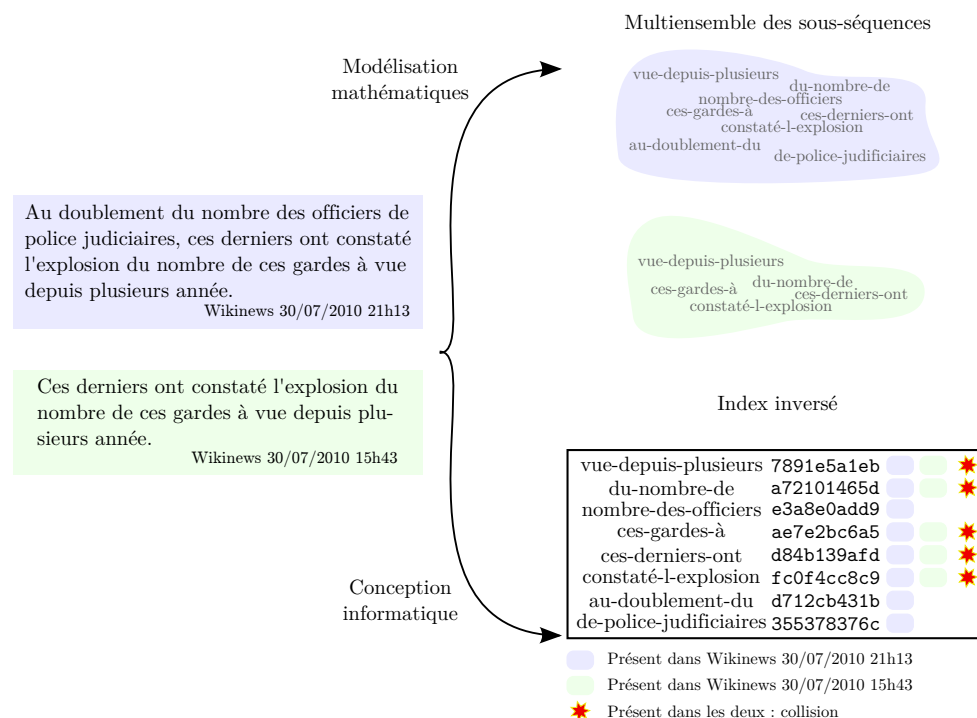 Multiensemble des sous-séquences
Modélisation
mathématiques
vue-depuis-plusieurs
du-nombre-de
nombre-des-officiers
ces-gardes-à
ces-derniers-ont
constaté-l-explosion
au-doublement-du
de-police-judificiaires
Au doublement du nombre des officiers de
police judiciaires, ces derniers ont constaté
l'explosion du nombre de ces gardes à vue
depuis plusieurs année.
Wikinews 30/07/2010 21h13
vue-depuis-plusieurs
du-nombre-de
ces-gardes-à
ces-derniers-ont
constaté-l-explosion
Ces derniers ont constaté l'explosion du
nombre de ces gardes à vue depuis plu-
sieurs année.
Wikinews 30/07/2010 15h43
Index inversé
vue-depuis-plusieurs 7891e5a1eb
du-nombre-de a72101465d
nombre-des-officiers e3a8e0add9
ces-gardes-à ae7e2bc6a5
ces-derniers-ont d84b139afd
constaté-l-explosion fc0f4cc8c9
au-doublement-du d712cb431b
de-police-judificiaires 355378376c
Conception
informatique
Présent dans Wikinews 30/07/2010 21h13
Présent dans Wikinews 30/07/2010 15h43
Présent dans les deux : collision